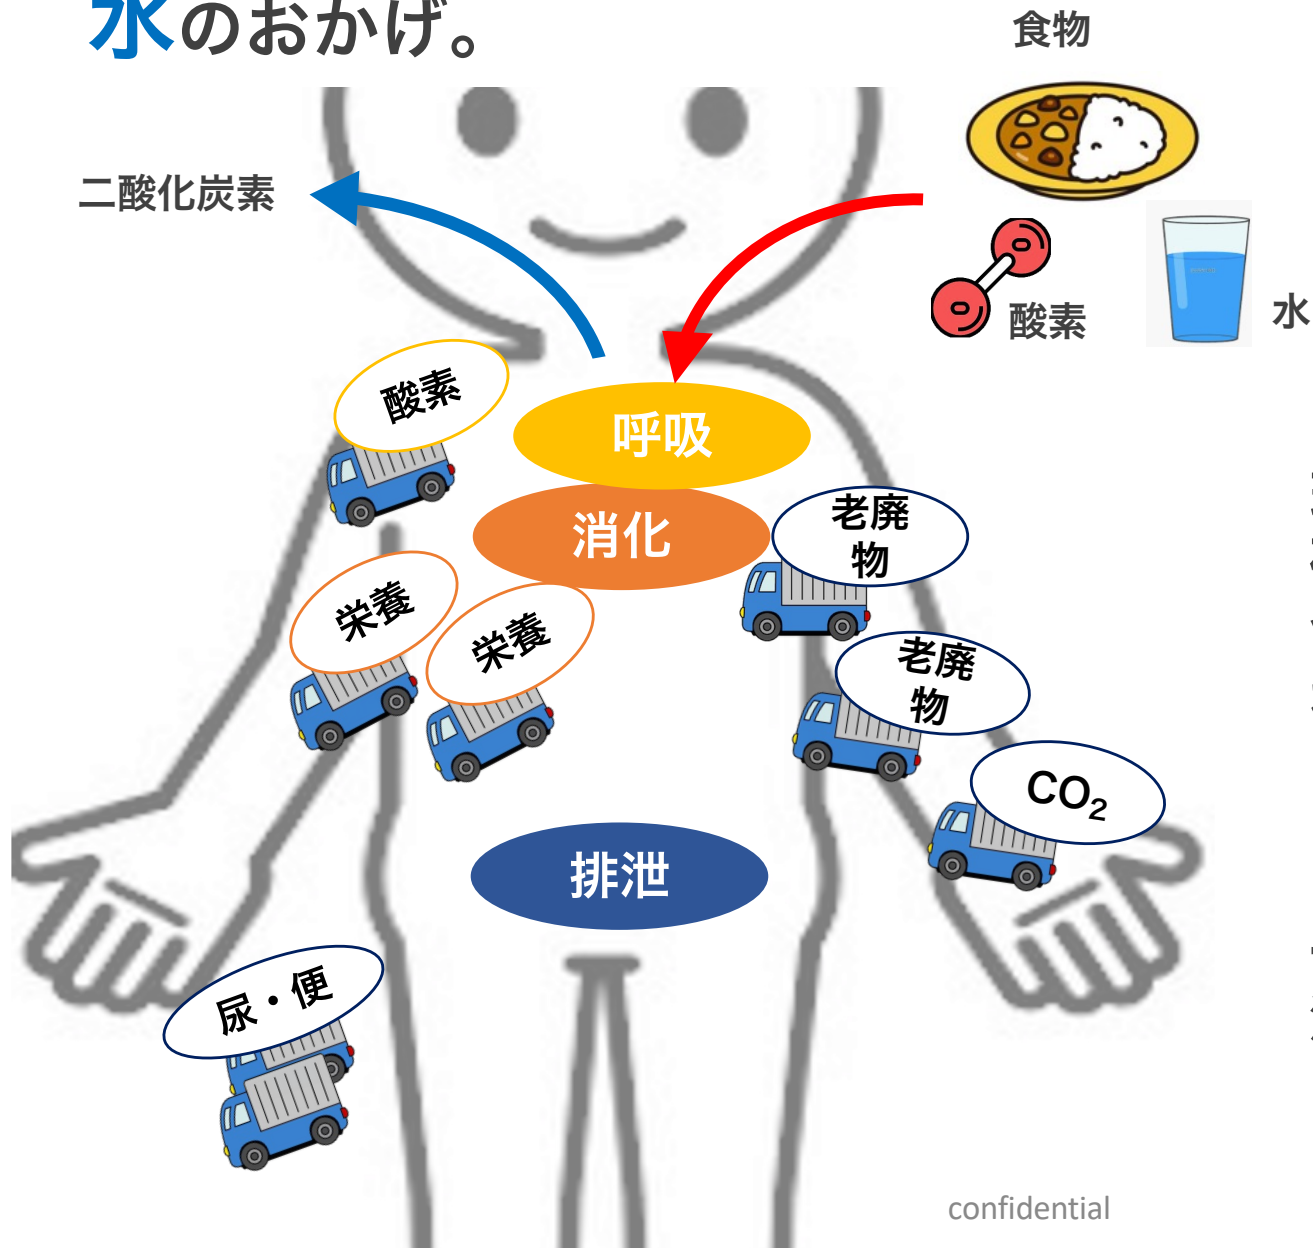 水のおかげ。
食物
二酸化炭素
酸素
水
酸素
呼吸
消化
老廃
物
栄養
栄養
老廃
物
CO₂
排泄
尿・便
confidential